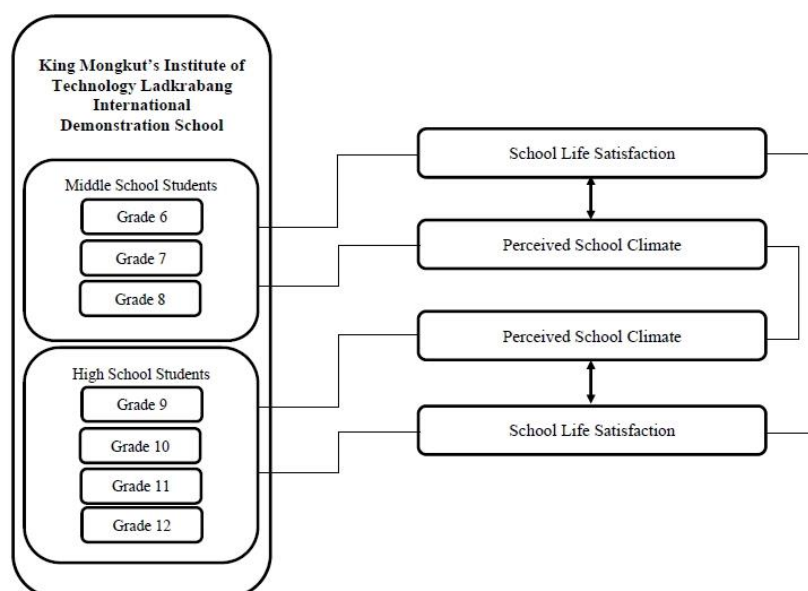 King Mongkut's Institute of
Technology Ladkrabang
International
Demonstration School
Middle School Students
Grade 6
Grade 7
Grade 8
High School Students
Grade 9
Grade 10
Grade 11
Grade 12
School Life Satisfaction
Perceived School Climate
Perceived School Climate
School Life Satisfaction